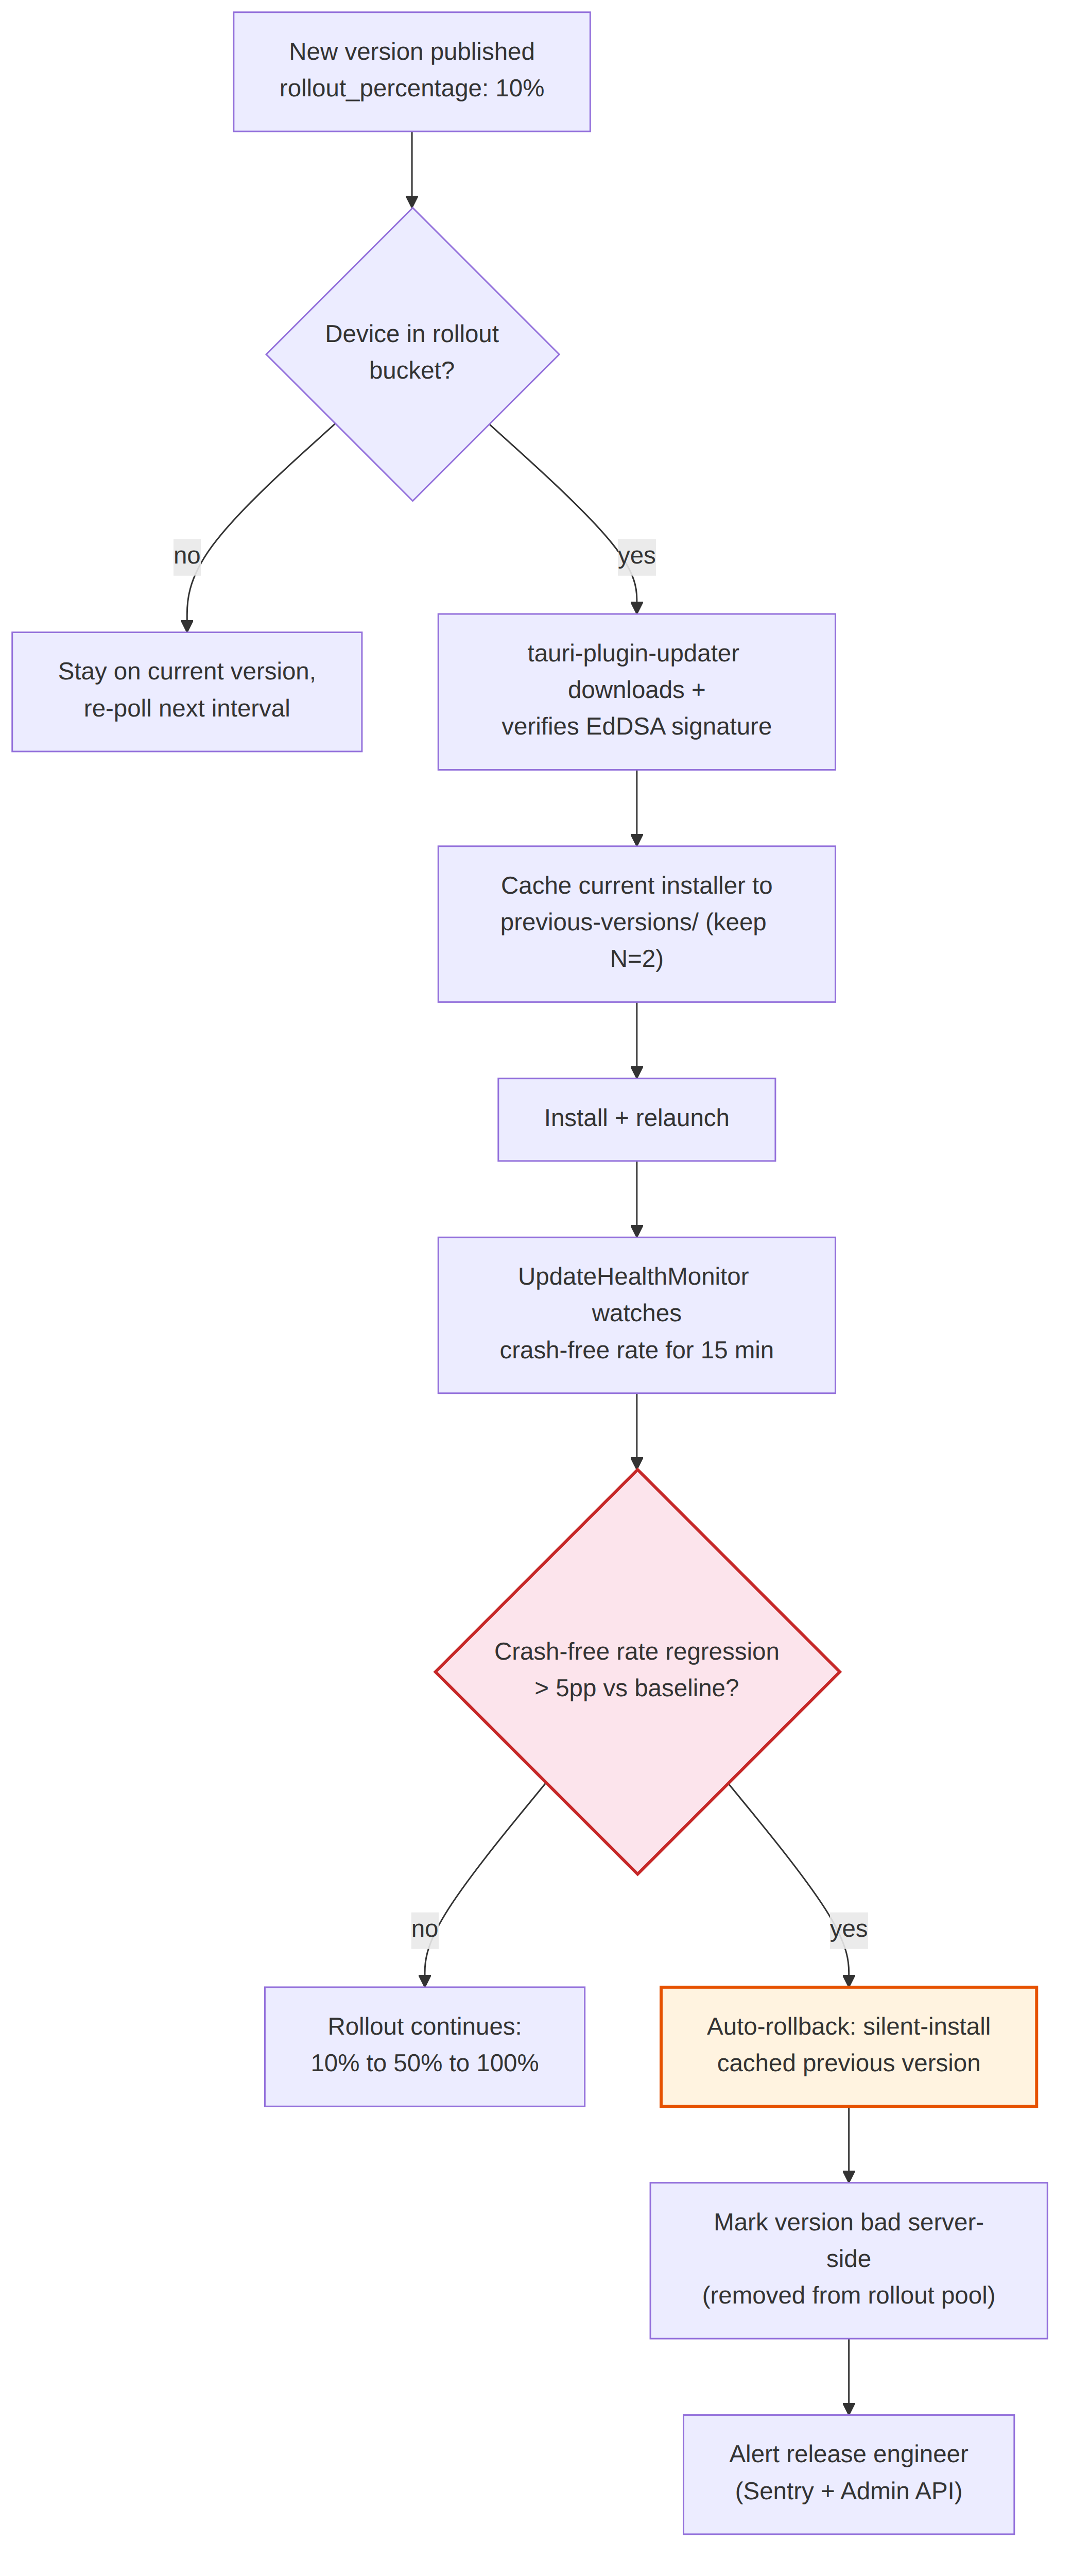 New version published
rollout_percentage: 10%
Device in rollout
bucket?
no
yes
Stay on current version,
re-poll next interval
tauri-plugin-updater
downloads +
verifies EdDSA signature
Cache current installer to
previous-versions/ (keep
N=2)
Install + relaunch
UpdateHealthMonitor
watches
crash-free rate for 15 min
Crash-free rate regression
> 5pp vs baseline?
no
yes
Rollout continues:
10% to 50% to 100%
Auto-rollback: silent-install
cached previous version
Mark version bad server-
side
(removed from rollout pool)
Alert release engineer
(Sentry + Admin API)